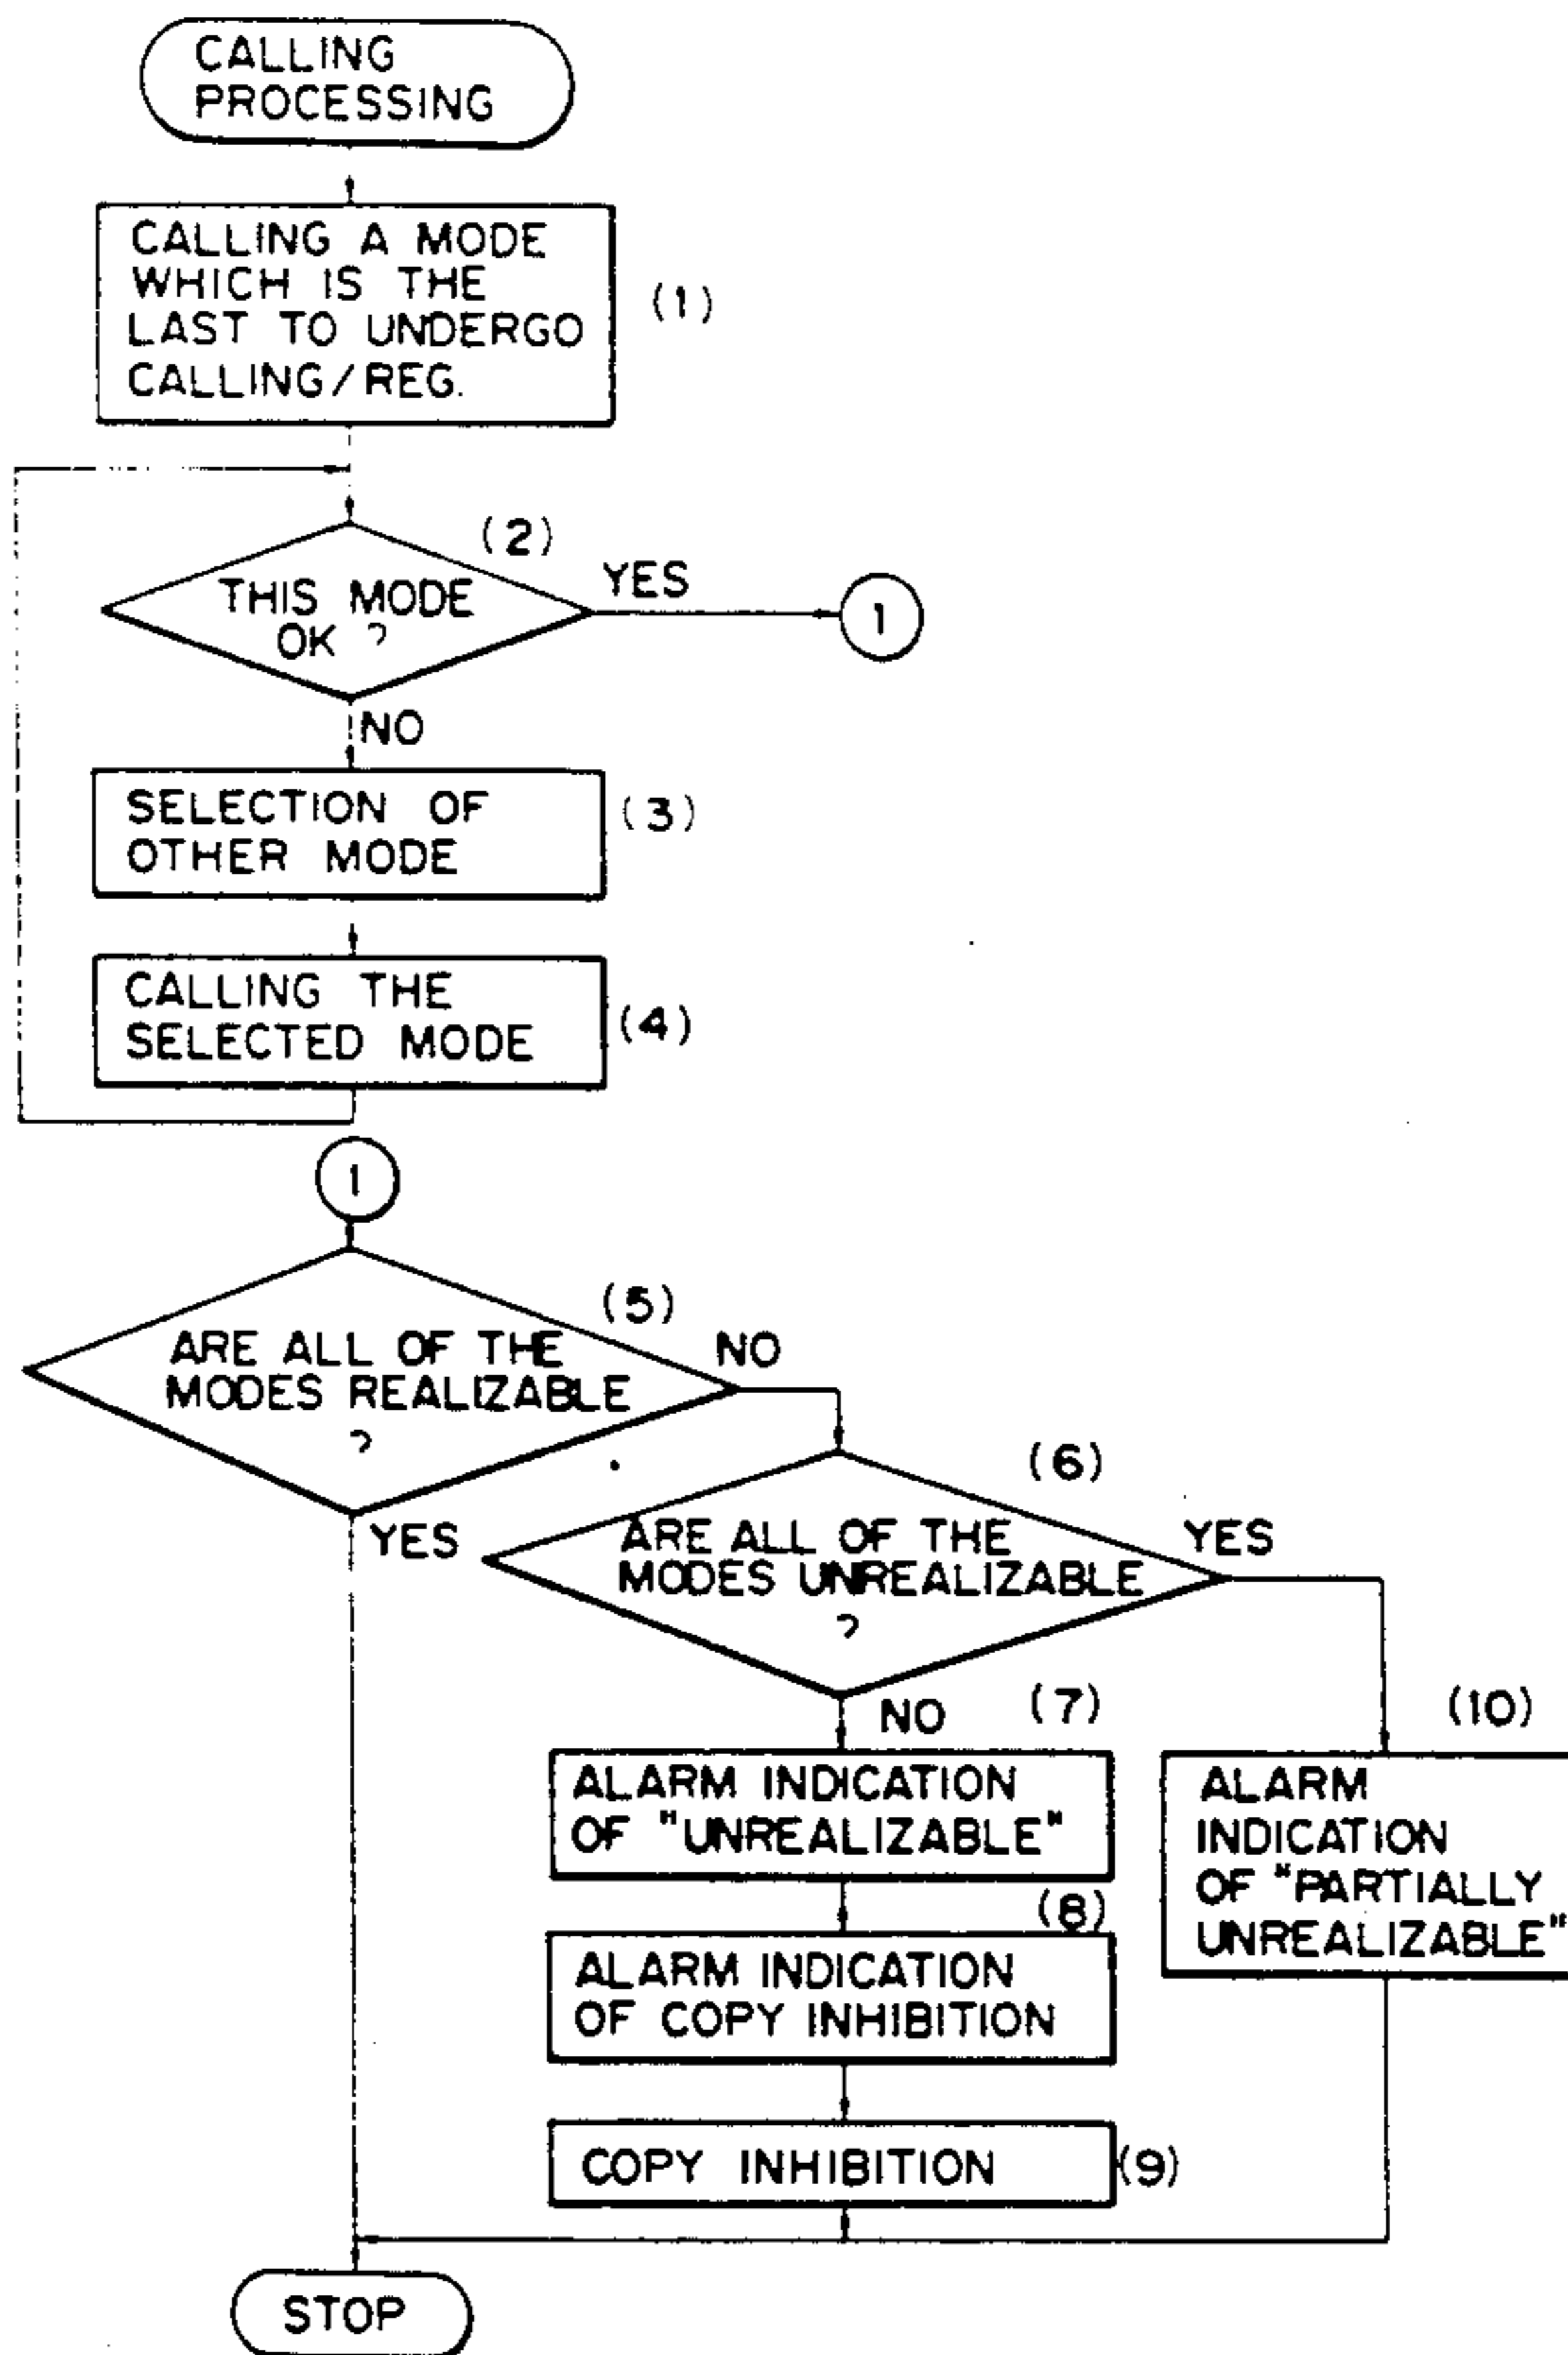 CALLING
PROCESSING
CALLING A MODE
WHICH IS THE
LAST TO UNDERGO
CALLING/REG.
(1)
(2)
THIS MODE
OK ?
YES
1
NO
SELECTION OF
OTHER MODE
(3)
CALLING THE
SELECTED MODE
(4)
1
(5)
ARE ALL OF THE
MODES REALIZABLE
?
NO
YES
(6)
ARE ALL OF THE
MODES UNREALIZABLE
?
YES
NO
(7)
ALARM INDICATION
OF "UNREALIZABLE"
(8)
ALARM INDICATION
OF COPY INHIBITION
COPY INHIBITION
(9)
(10)
ALARM
INDICATION
OF "PARTIALLY
UNREALIZABLE"
STOP